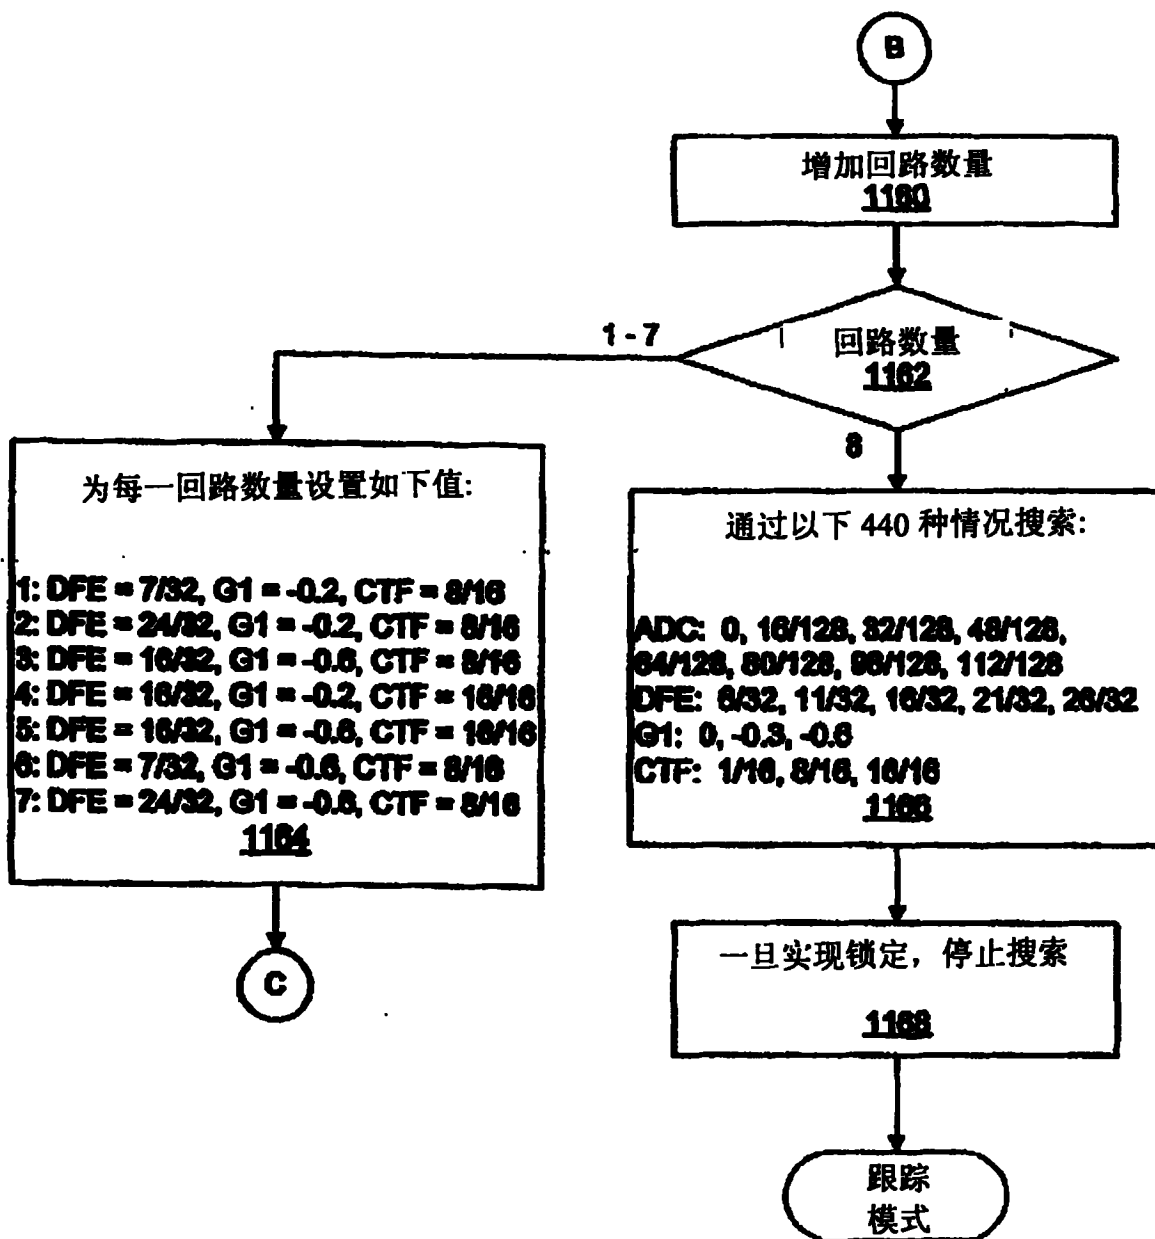 B
增加回路数量
1160
1 - 7
回路数量
1162
8
为每一回路数量设置如下值:
1: DFE = 7/32, G1 = -0.2, CTF = 8/16
2: DFE = 24/32, G1 = -0.2, CTF = 8/16
3: DFE = 16/32, G1 = -0.6, CTF = 8/16
4: DFE = 16/32, G1 = -0.2, CTF = 16/16
5: DFE = 16/32, G1 = -0.6, CTF = 16/16
6: DFE = 7/32, G1 = -0.6, CTF = 8/16
7: DFE = 24/32, G1 = -0.6, CTF = 8/16
1164
C
通过以下 440 种情况搜索:
ADC: 0, 16/128, 32/128, 48/128,
64/128, 80/128, 96/128, 112/128
DFE: 6/32, 11/32, 16/32, 21/32, 26/32
G1: 0, -0.3, -0.6
CTF: 1/16, 8/16, 16/16
1166
一旦实现锁定，停止搜索
1168
跟踪
模式